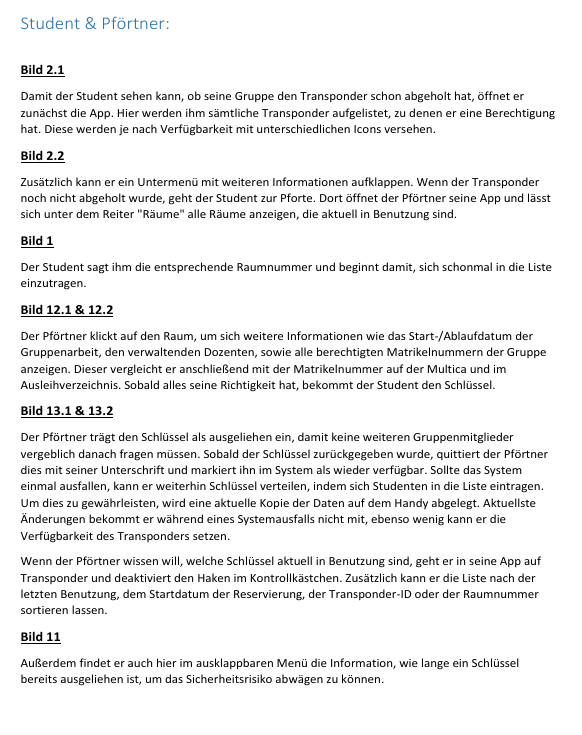 Student & Pförtner:
Bild 2.1
Damit der Student sehen kann, ob seine Gruppe den Transponder schon abgeholt hat, öffnet er
zunächst die App. Hier werden ihm sämtliche Transponder aufgelistet, zu denen er eine Berechtigung
hat. Diese werden je nach Verfügbarkeit mit unterschiedlichen Icons versehen.
Bild 2.2
Zusätzlich kann er ein Untermenü mit weiteren Informationen aufklappen. Wenn der Transponder
noch nicht abgeholt wurde, geht der Student zur Pforte. Dort öffnet der Pförtner seine App und lässt
sich unter dem Reiter "Räume" alle Räume anzeigen, die aktuell in Benutzung sind.
Bild 1
Der Student sagt ihm die entsprechende Raumnummer und beginnt damit, sich schonmal in die Liste
einzutragen.
Bild 12.1 & 12.2
Der Pförtner klickt auf den Raum, um sich weitere Informationen wie das Start-/Ablaufdatum der
Gruppenarbeit, den verwaltenden Dozenten, sowie alle berechtigten Matrikelnummern der Gruppe
anzeigen. Dieser vergleicht er anschließend mit der Matrikelnummer auf der Multica und im
Ausleihverzeichnis. Sobald alles seine Richtigkeit hat, bekommt der Student den Schlüssel.
Bild 13.1 & 13.2
Der Pförtner trägt den Schlüssel als ausgeliehen ein, damit keine weiteren Gruppenmitglieder
vergeblich danach fragen müssen. Sobald der Schlüssel zurückgegeben wurde, quittiert der Pförtner
dies mit seiner Unterschrift und markiert ihn im System als wieder verfügbar. Sollte das System
einmal ausfallen, kann er weiterhin Schlüssel verteilen, indem sich Studenten in die Liste eintragen.
Um dies zu gewährleisten, wird eine aktuelle Kopie der Daten auf dem Handy abgelegt. Aktuellste
Änderungen bekommt er während eines Systemausfalls nicht mit, ebenso wenig kann er die
Verfügbarkeit des Transponders setzen.
Wenn der Pförtner wissen will, welche Schlüssel aktuell in Benutzung sind, geht er in seine App auf
Transponder und deaktiviert den Haken im Kontrollkästchen. Zusätzlich kann er die Liste nach der
letzten Benutzung, dem Startdatum der Reservierung, der Transponder-ID oder der Raumnummer
sortieren lassen.
Bild 11
Außerdem findet er auch hier im ausklappbaren Menü die Information, wie lange ein Schlüssel
bereits ausgeliehen ist, um das Sicherheitsrisiko abwägen zu können.